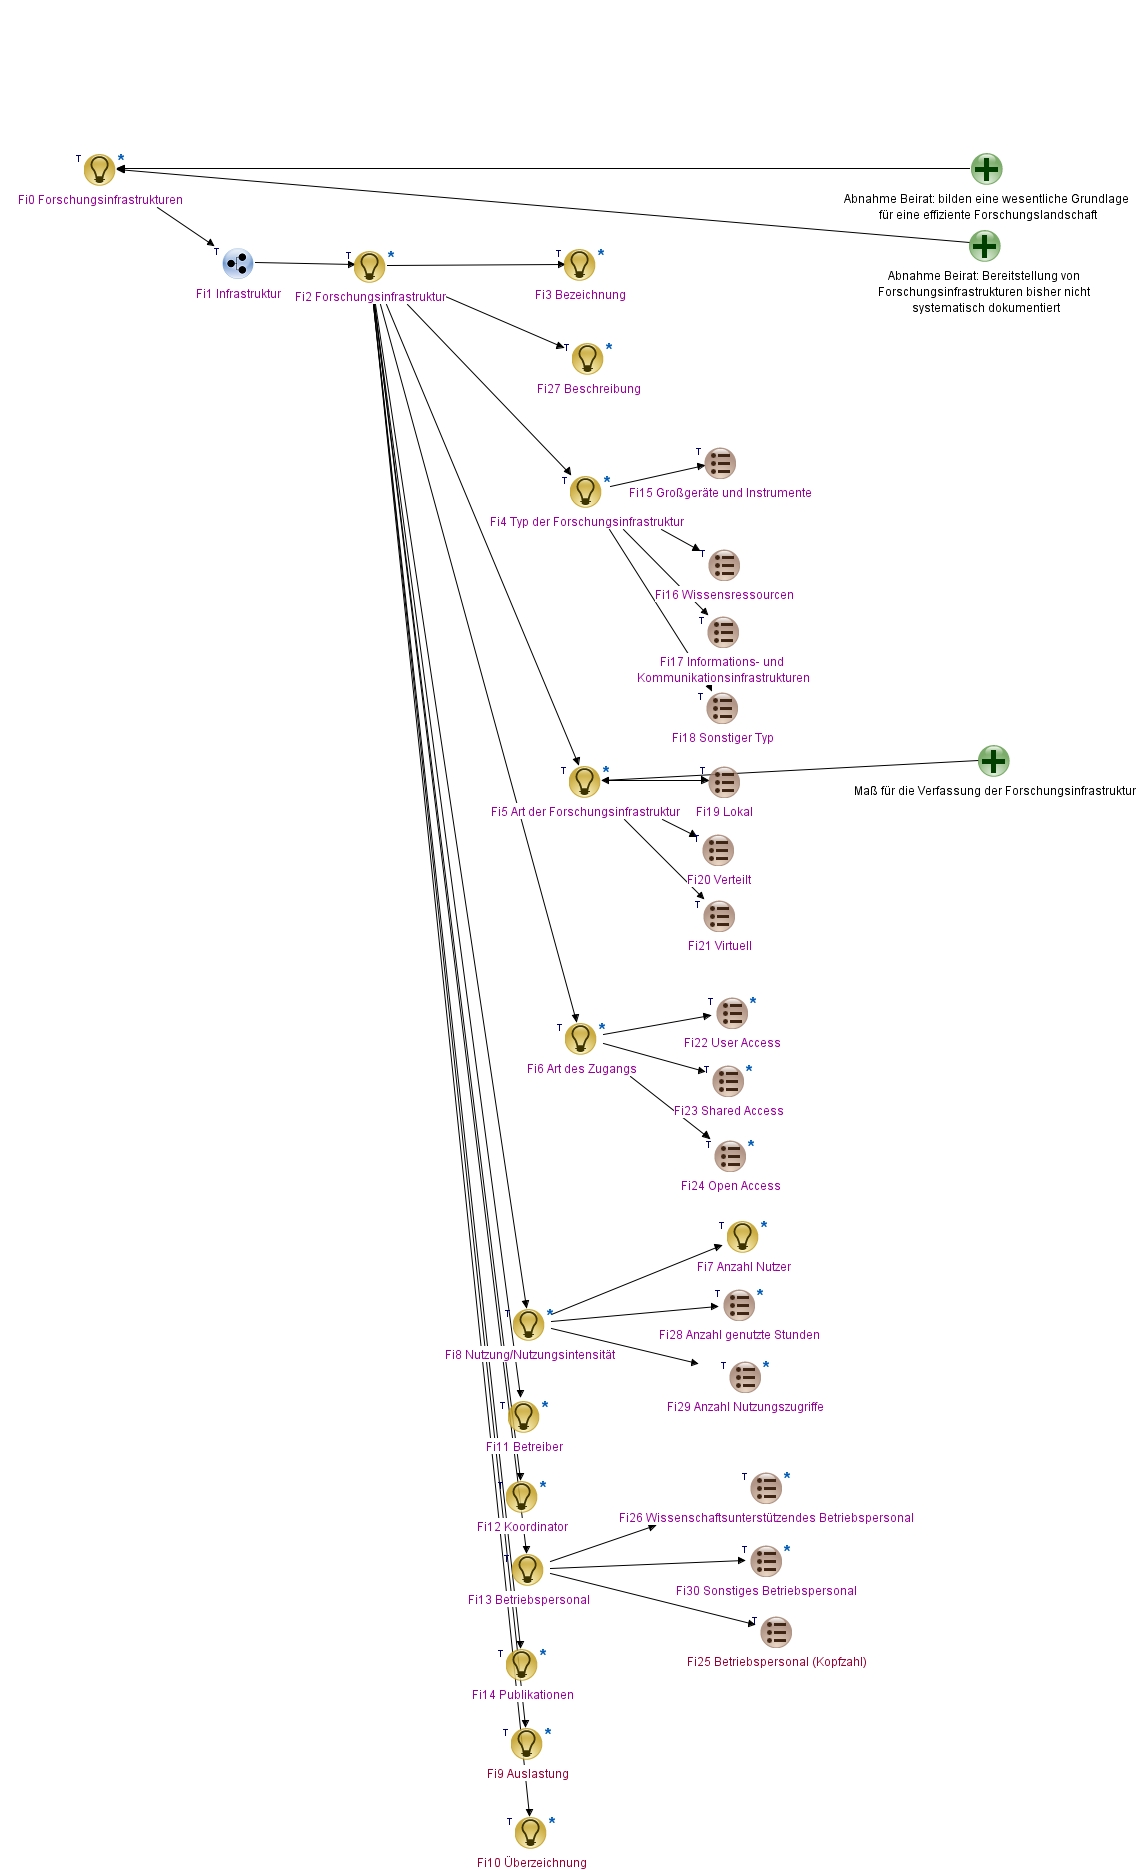 T *
Fi0 Forschungsinfrastrukturen
Abnahme Beirat: bilden eine wesentliche Grundlage
für eine effiziente Forschungslandschaft
Abnahme Beirat: Bereitstellung von
Forschungsinfrastrukturen bisher nicht
systematisch dokumentiert
T
Fi1 Infrastruktur
T *
Fi2 Forschungsinfrastruktur
T *
Fi3 Bezeichnung
T *
Fi27 Beschreibung
T *
Fi4 Typ der Forschungsinfrastruktur
T
Fi15 Großgeräte und Instrumente
T
Fi16 Wissensressourcen
T
Fi17 Informations- und
Kommunikationsinfrastrukturen
T
Fi18 Sonstiger Typ
T *
Fi5 Art der Forschungsinfrastruktur
T
Fi19 Lokal
Maß für die Verfassung der Forschungsinfrastruktur
T
Fi20 Verteilt
T
Fi21 Virtuell
T *
Fi6 Art des Zugangs
T *
Fi22 User Access
T *
Fi23 Shared Access
T *
Fi24 Open Access
T *
Fi8 Nutzung/Nutzungsintensität
T *
Fi7 Anzahl Nutzer
T *
Fi28 Anzahl genutzte Stunden
T *
Fi29 Anzahl Nutzungszugriffe
T *
Fi11 Betreiber
T *
Fi12 Koordinator
T
Fi13 Betriebspersonal
T *
Fi26 Wissenschaftsunterstützendes Betriebspersonal
T *
Fi30 Sonstiges Betriebspersonal
T
Fi25 Betriebspersonal (Kopfzahl)
T *
Fi14 Publikationen
T *
Fi9 Auslastung
T *
Fi10 Überzeichnung